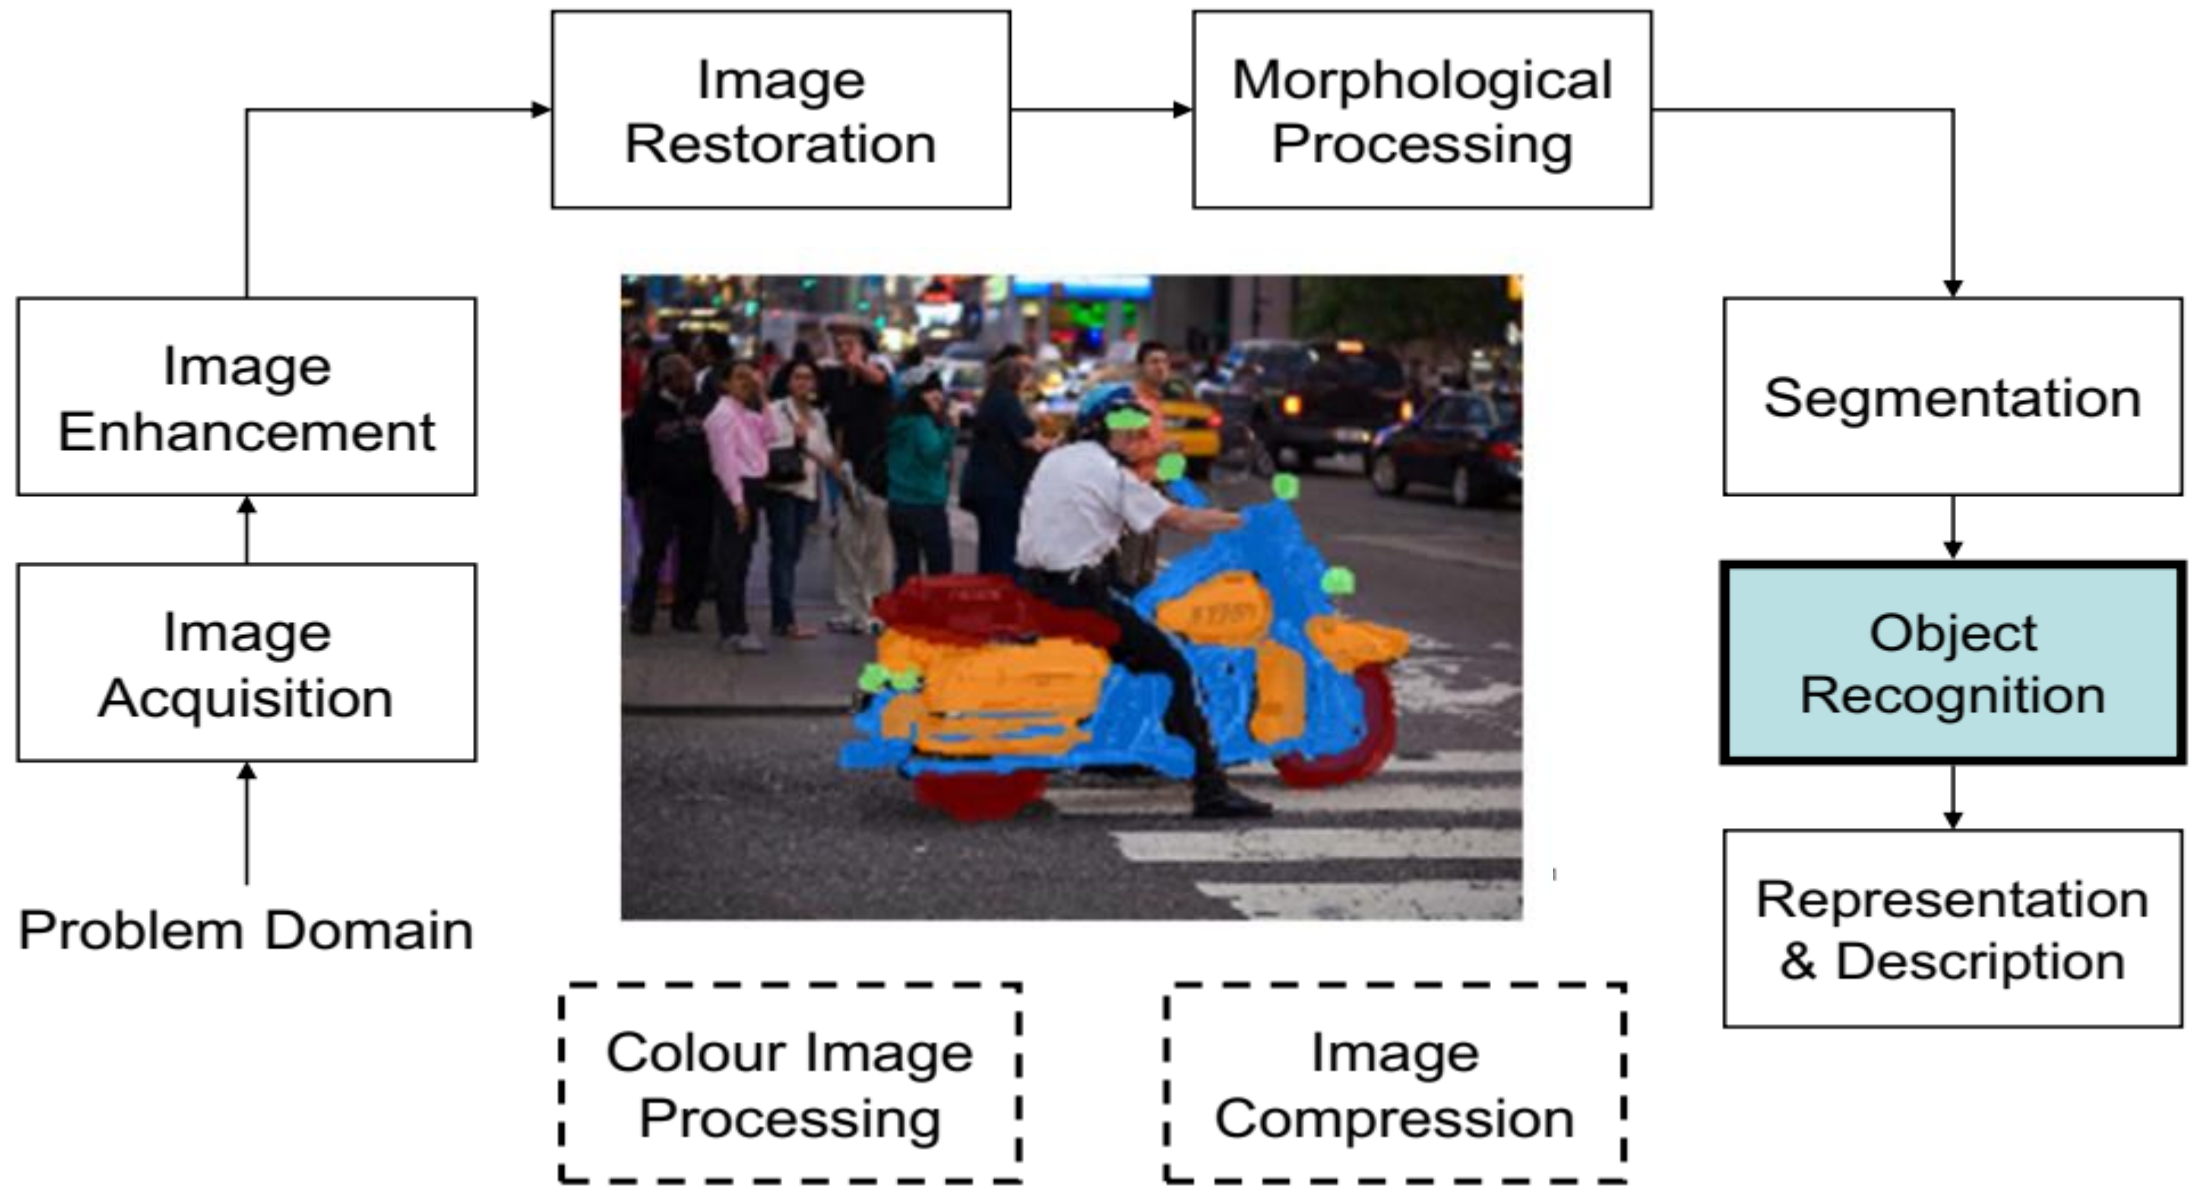 Image
Restoration
Morphological
Processing
Image
Enhancement
Segmentation
Image
Acquisition
Object
Recognition
Problem Domain
Representation
& Description
Colour Image
Processing
Image
Compression